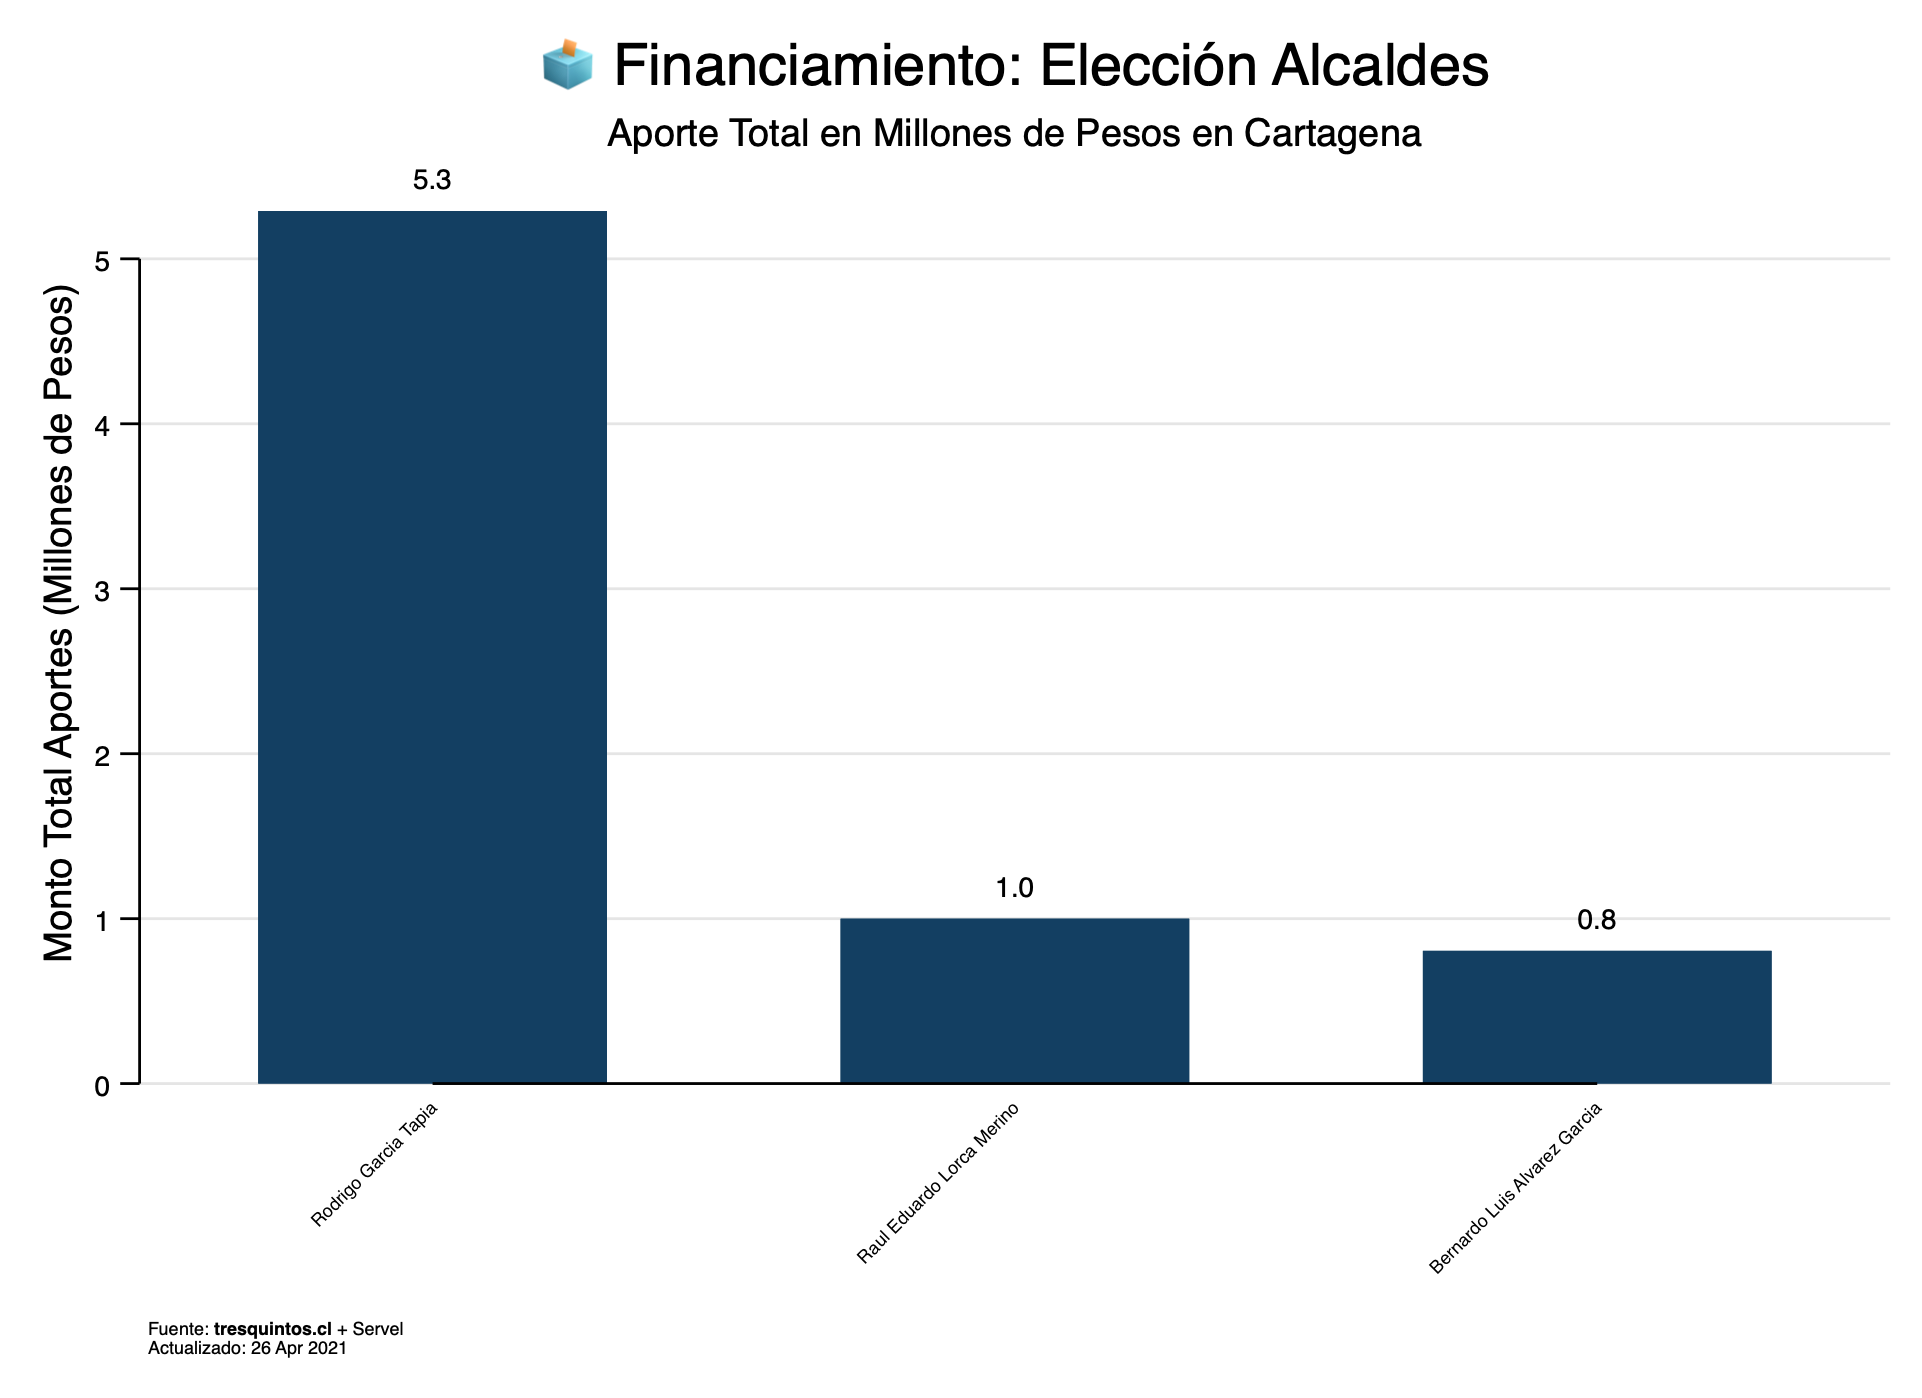 Financiamiento: Elección Alcaldes
Aporte Total en Millones de Pesos en Cartagena
Monto Total Aportes (Millones de Pesos)
5
4
3
2
1
0
5.3
1.0
0.8
Rodrigo Garcia Tapia
Raul Eduardo Lorca Merino
Bernardo Luis Alvarez Garcia
Fuente: tresquintos.cl + Servel
Actualizado: 26 Apr 2021